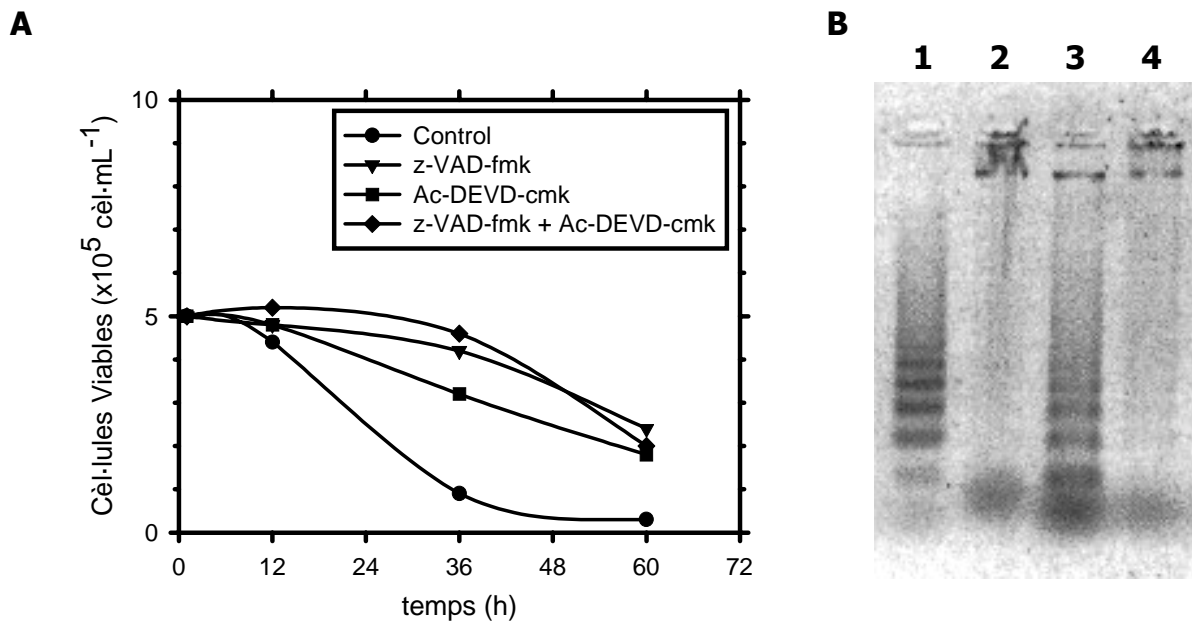 A
B
1 2 3 4
10
5
0
Cèl·lules Viables (x10⁵ cèl·mL⁻¹)
Control
z-VAD-fmk
Ac-DEVD-cmk
z-VAD-fmk + Ac-DEVD-cmk
0 12 24 36 48 60 72
temps (h)